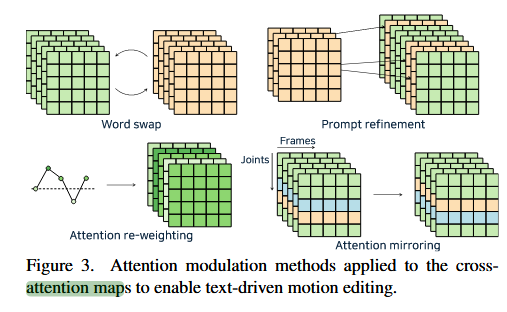 Word swap
Prompt refinement
Attention re-weighting
Frames
Joints
Attention mirroring
Figure 3. Attention modulation methods applied to the cross-
attention maps to enable text-driven motion editing.